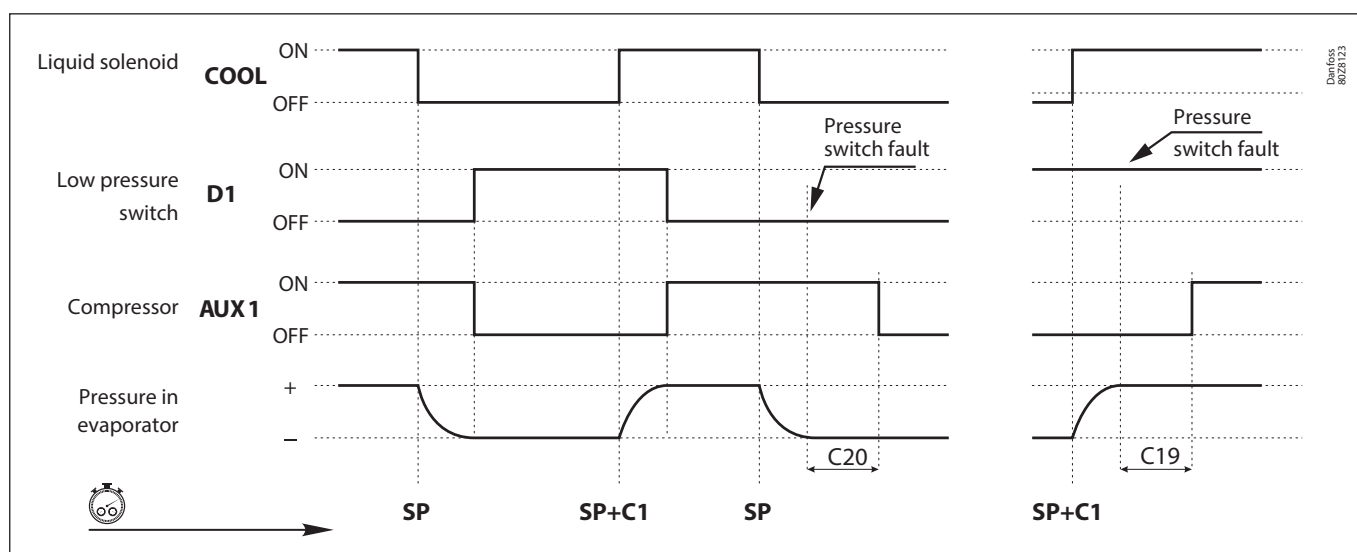 Liquid solenoid
COOL
ON
OFF
Danfoss
80Z8123
Pressure
switch fault
Pressure
switch fault
Low pressure
switch
D1
ON
OFF
Compressor
AUX 1
ON
OFF
Pressure in
evaporator
+
–
C20
C19
SP
SP+C1
SP
SP+C1